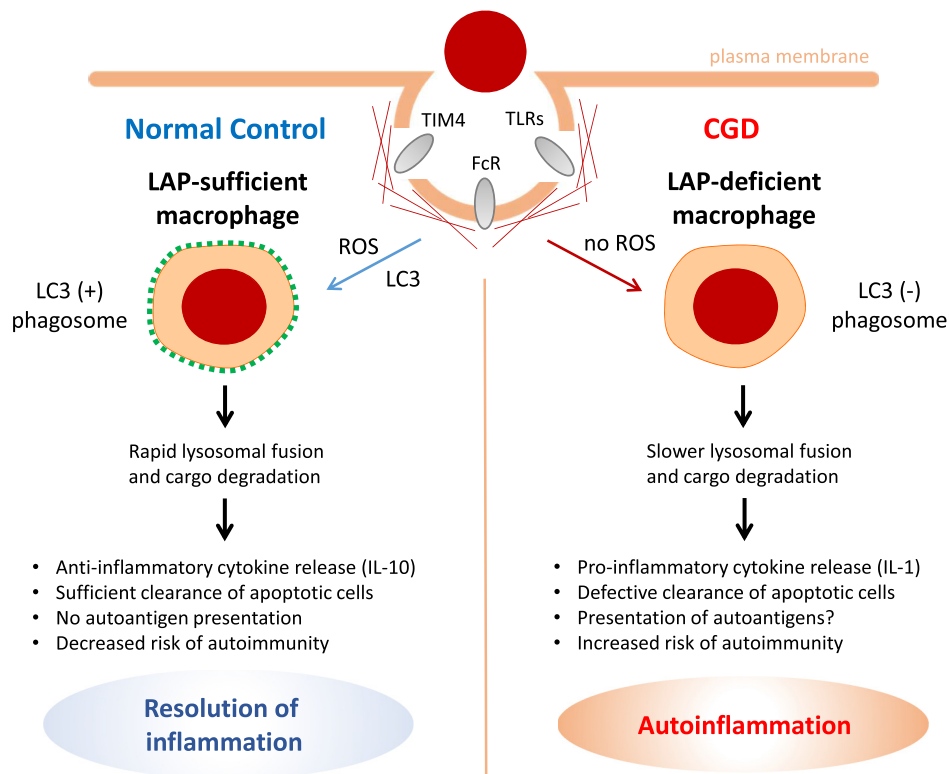 plasma membrane
TIM4
TLRs
FcR
Normal Control
CGD
LAP-sufficient
macrophage
LAP-deficient
macrophage
ROS
LC3
no ROS
LC3 (+)
phagosome
LC3 (-)
phagosome
Rapid lysosomal fusion
and cargo degradation
Slower lysosomal fusion
and cargo degradation
• Anti-inflammatory cytokine release (IL-10)
• Sufficient clearance of apoptotic cells
• No autoantigen presentation
• Decreased risk of autoimmunity
• Pro-inflammatory cytokine release (IL-1)
• Defective clearance of apoptotic cells
• Presentation of autoantigens?
• Increased risk of autoimmunity
Resolution of
inflammation
Autoinflammation